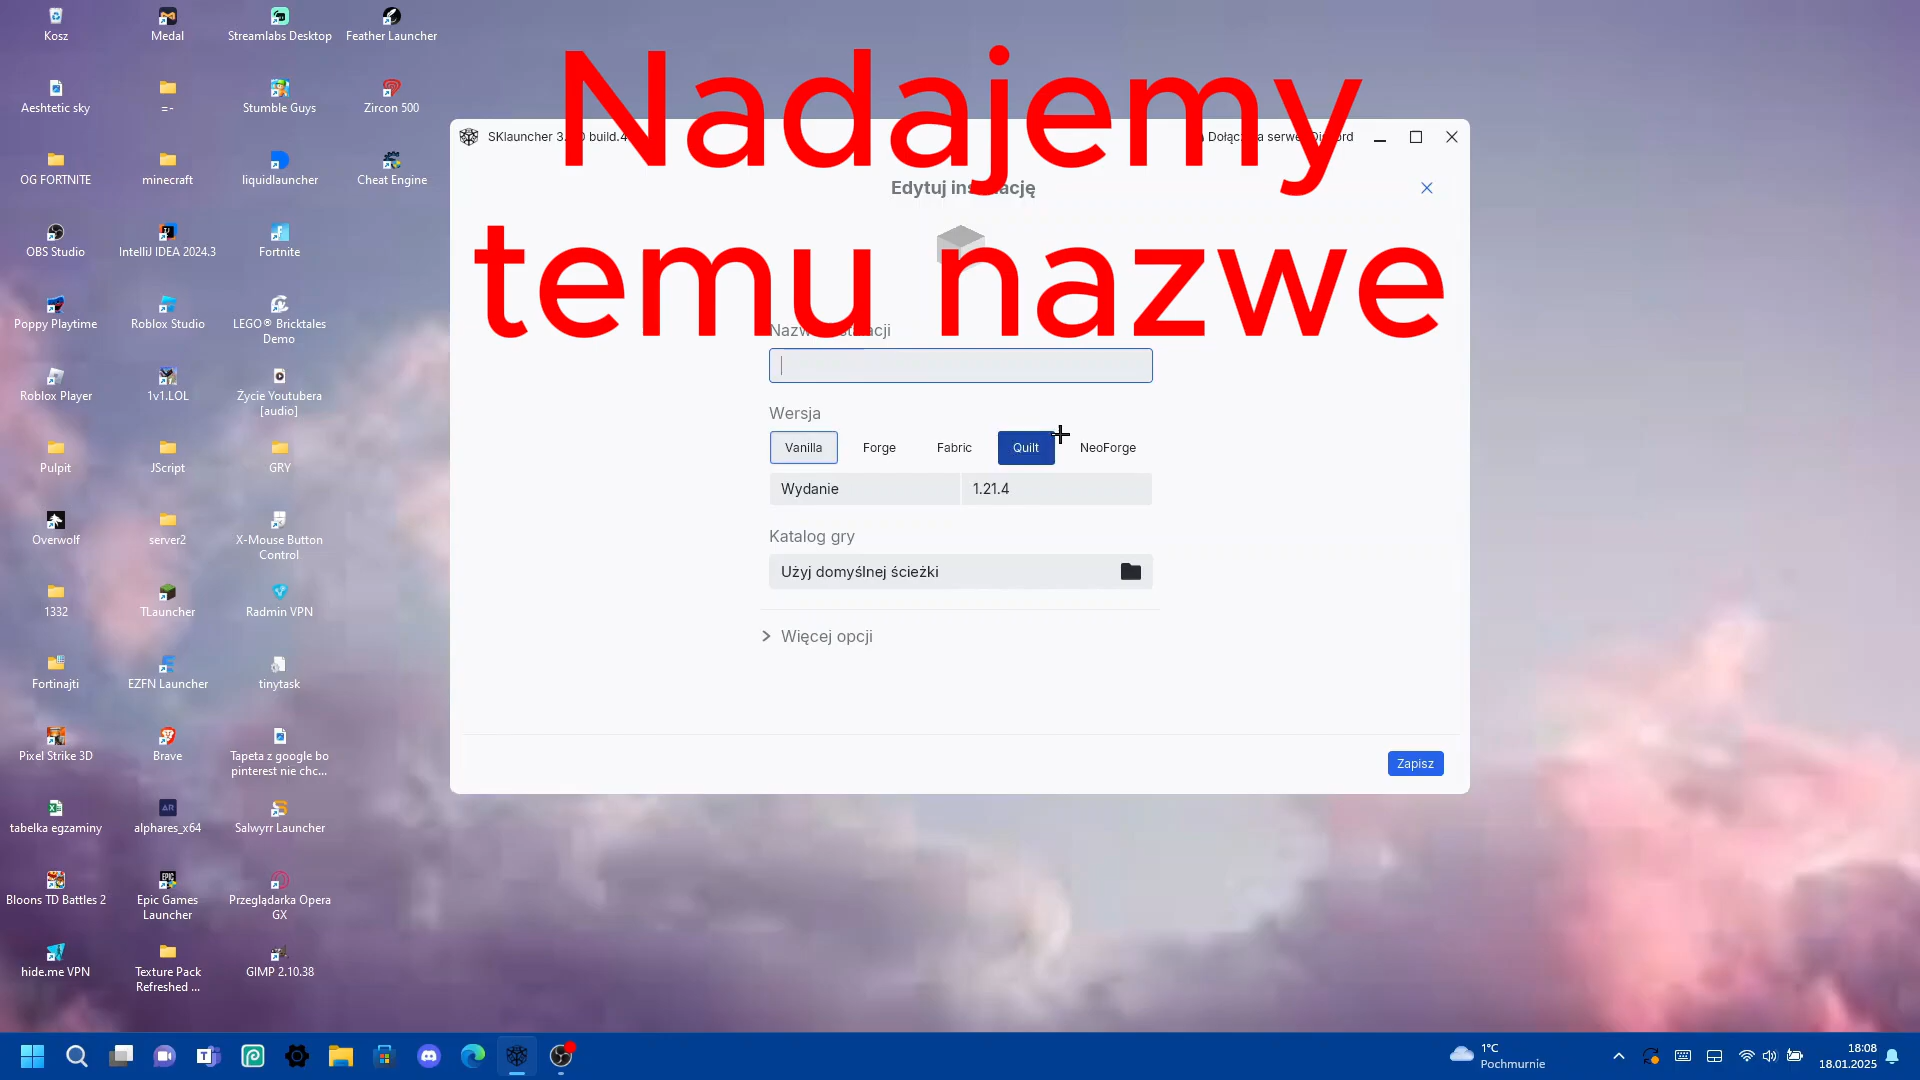 Nadajemy
temu nazwe
Kosz
Medal
Streamlabs Desktop
Feather Launcher
Aeshtetic sky
=-
Stumble Guys
Zircon 500
OG FORTNITE
minecraft
liquidlauncher
Cheat Engine
OBS Studio
IntelliJ IDEA 2024.3
Fortnite
Poppy Playtime
Roblox Studio
LEGO® Bricktales
Demo
Roblox Player
1v1.LOL
Życie Youtubera
[audio]
Pulpit
JScript
GRY
Overwolf
server2
X-Mouse Button
Control
1332
TLauncher
Radmin VPN
Fortinajti
EZFN Launcher
tinytask
Pixel Strike 3D
Brave
Tapeta z google bo
pinterest nie chc...
tabelka egzaminy
alphares_x64
Salwyrr Launcher
Bloons TD Battles 2
Epic Games
Launcher
Przeglądarka Opera
GX
hide.me VPN
Texture Pack
Refreshed ...
GIMP 2.10.38
SKlauncher
Edytuj
Wersja
Vanilla
Forge
Fabric
Quilt
NeoForge
Wydanie
1.21.4
Katalog gry
Użyj domyślnej ścieżki
Więcej opcji
Zapisz
1°C
Pochmurnie
18:08
18.01.2025